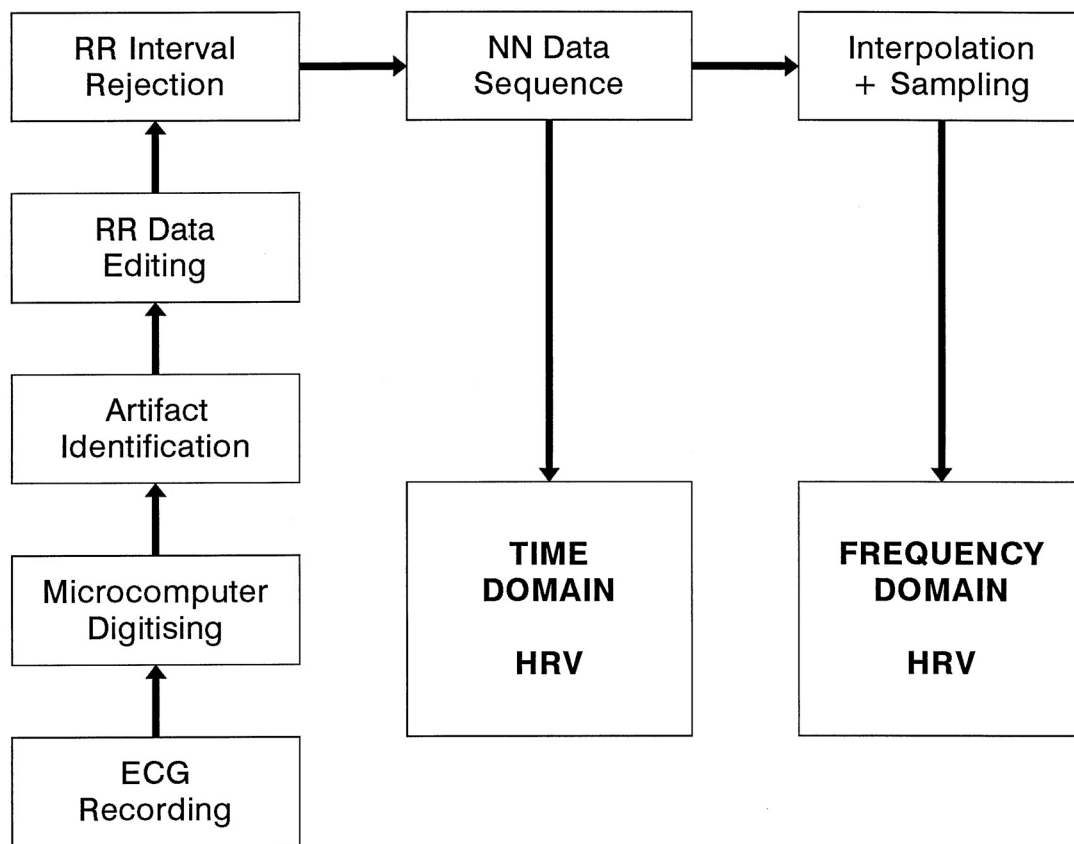 RR Interval
Rejection
NN Data
Sequence
Interpolation
+ Sampling
RR Data
Editing
Artifact
Identification
Microcomputer
Digitising
ECG
Recording
TIME
DOMAIN
HRV
FREQUENCY
DOMAIN
HRV